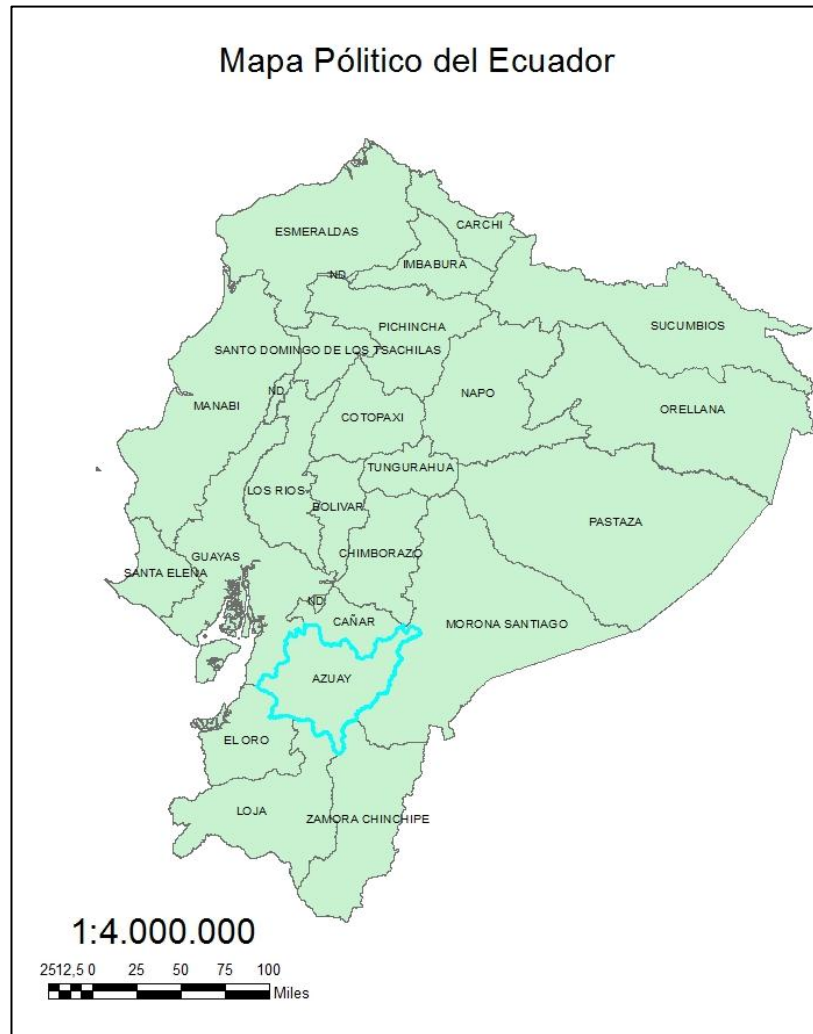 Mapa Pólitico del Ecuador
CARCHI
ESMERALDAS
IMBABURA
ND
PICHINCHA
SUCUMBIOS
SANTO DOMINGO DE LOS TSACHILAS
ND
NAPO
MANABI
ORELLANA
COTOPAXI
TUNGURAHUA
LOS RIOS
BOLIVAR
PASTAZA
CHIMBORAZO
GUAYAS
SANTA ELENA
ND
CAÑAR
MORONA SANTIAGO
AZUAY
EL ORO
LOJA
ZAMORA CHINCHIPE
1:4.000.000
2512,5 0 25 50 75 100
Miles